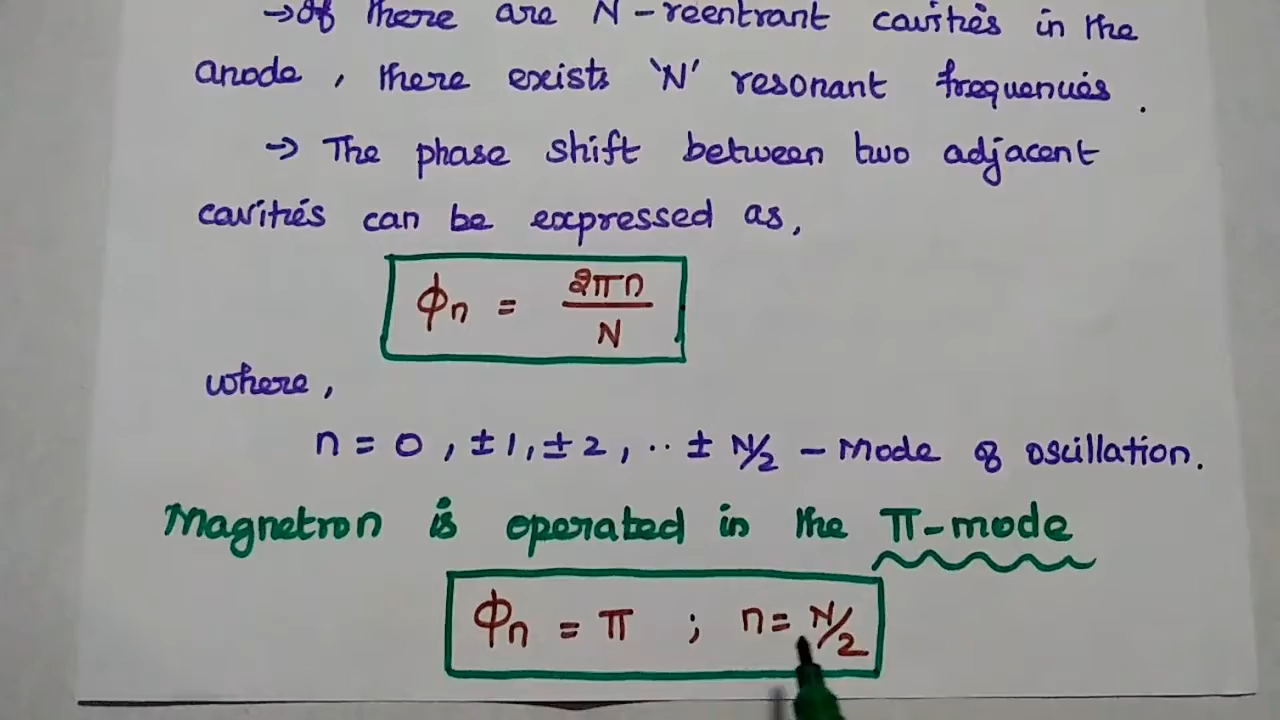 → If there are N-reentrant cavities in the
anode, there exists 'N' resonant frequencies.
→ The phase shift between two adjacent
cavities can be expressed as,
ϕn = 2πn/N
where,
n = 0, ±1, ±2, .. ± N/2 – Mode of oscillation.
Magnetron is operated in the π-mode
ϕn = π ; n = N/2